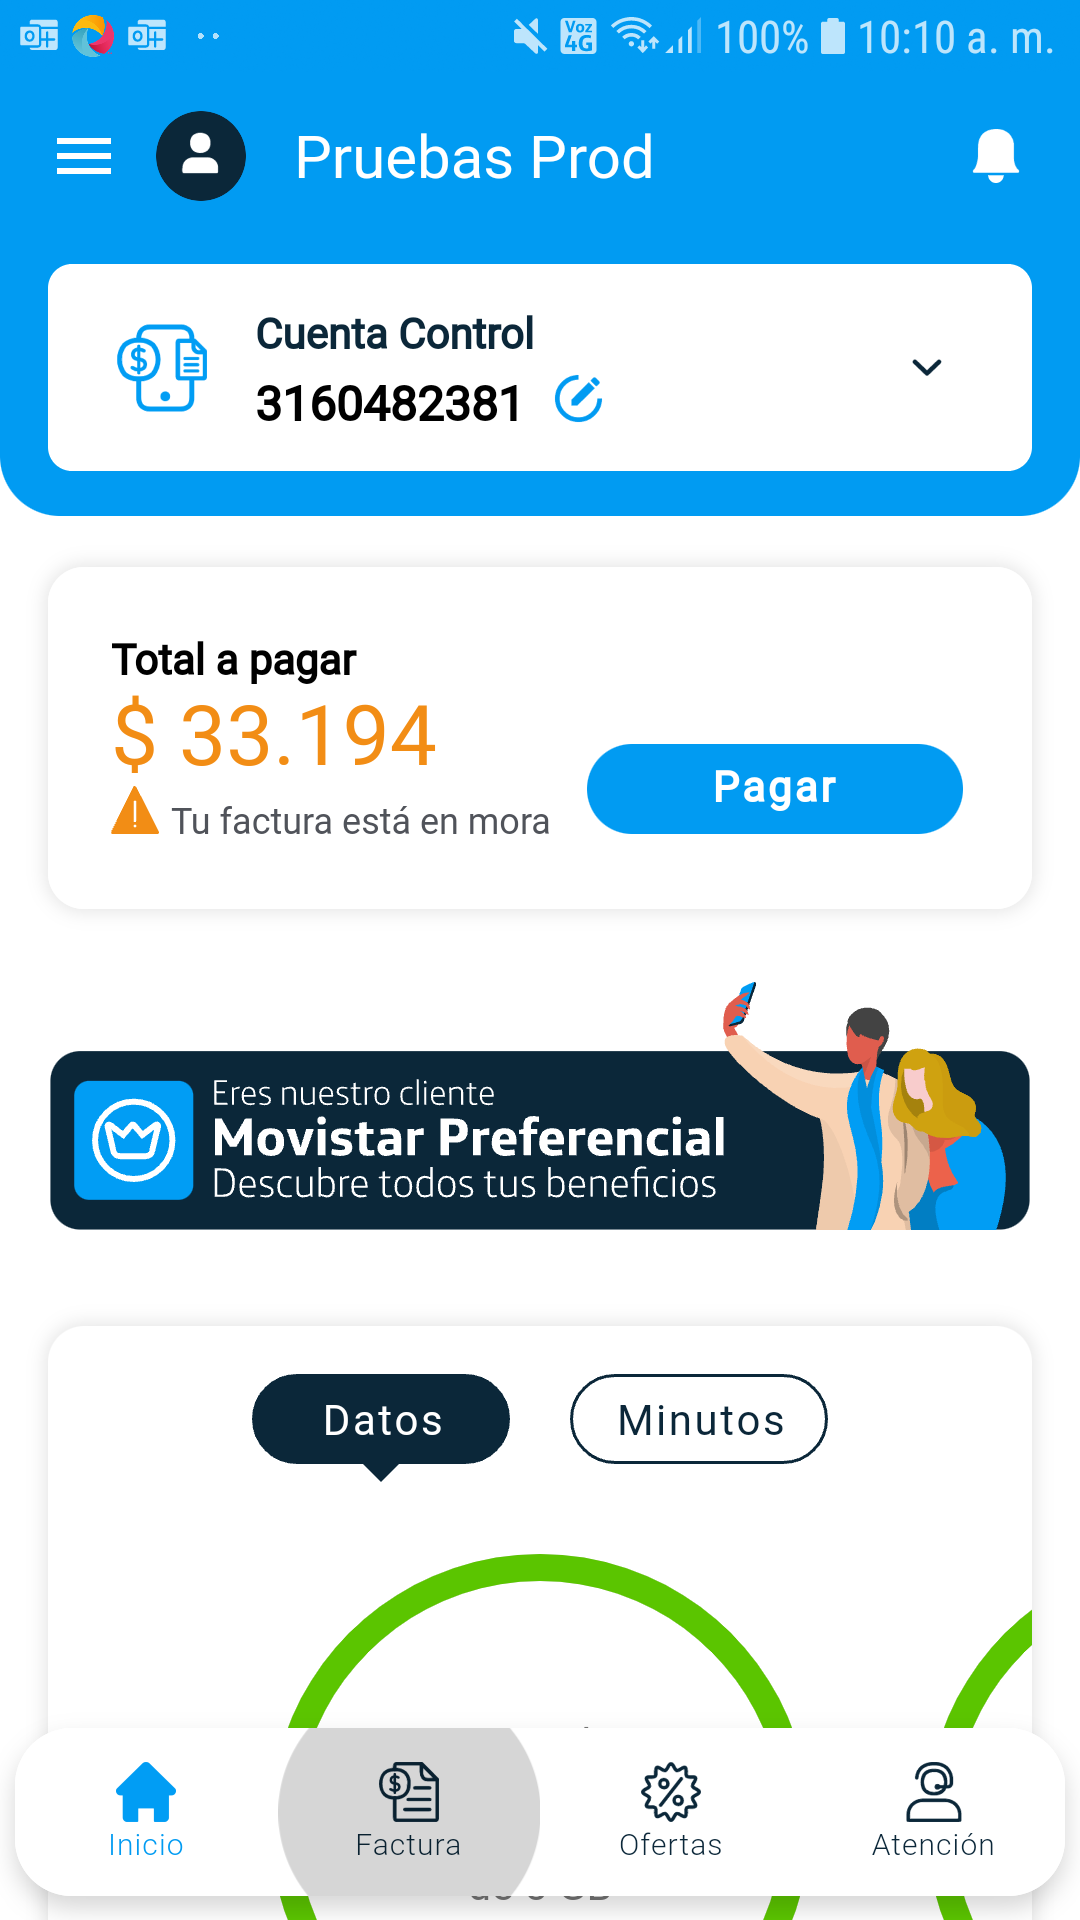 Voz 4G 100% 10:10 a. m.
Pruebas Prod
Cuenta Control
3160482381
Total a pagar
$ 33.194
Tu factura está en mora
Pagar
Eres nuestro cliente
Movistar Preferencial
Descubre todos tus beneficios
Datos
Minutos
Inicio
Factura
Ofertas
Atención